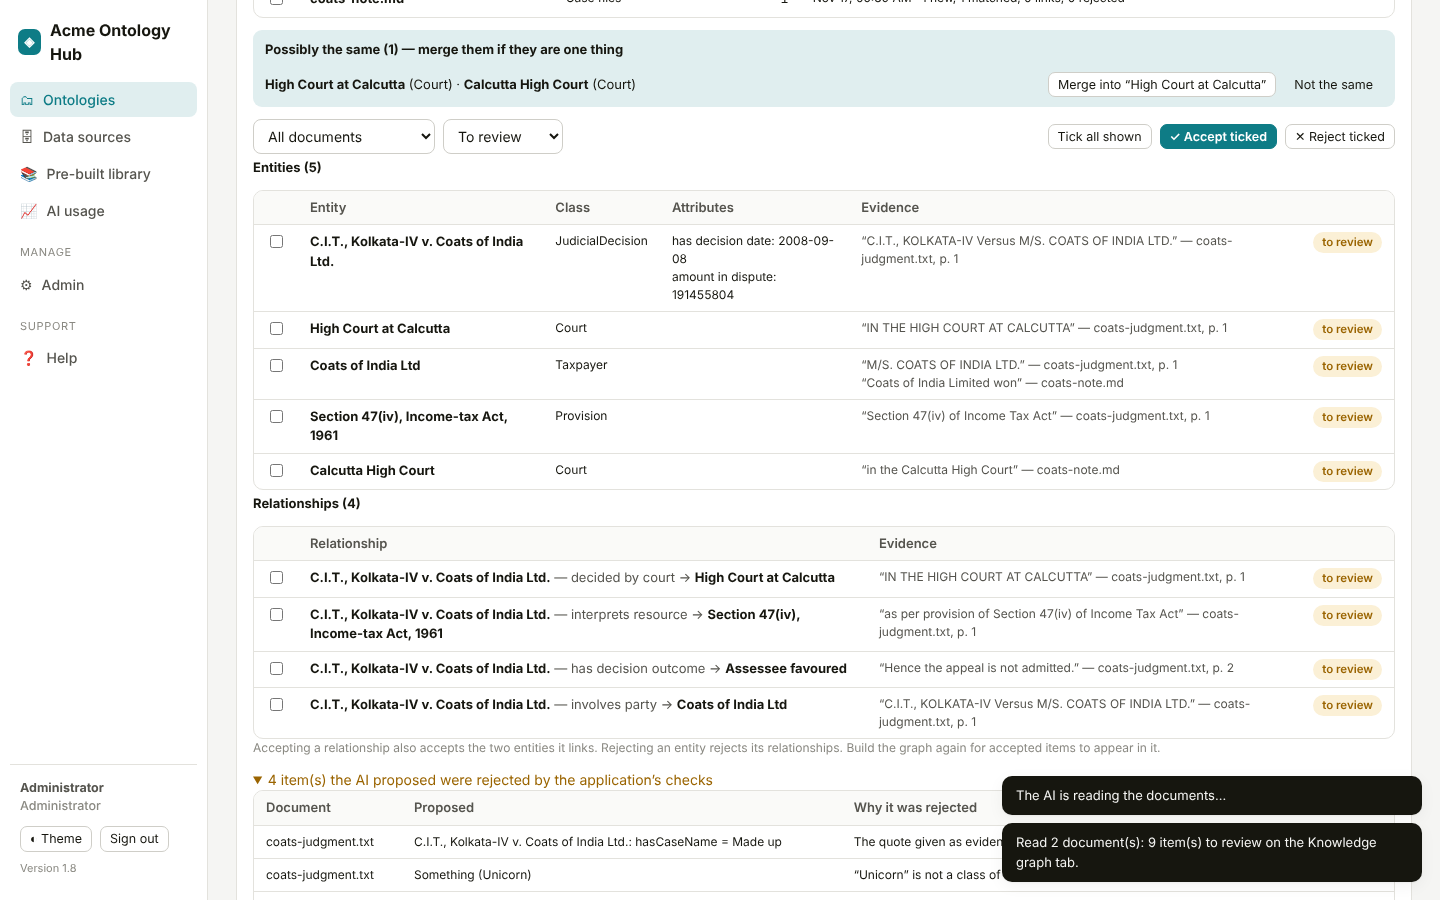 Acme Ontology Hub
Ontologies
Data sources
Pre-built library
AI usage
MANAGE
Admin
SUPPORT
Help
Administrator
Administrator
Theme
Sign out
Version 1.8
Possibly the same (1) — merge them if they are one thing
High Court at Calcutta (Court) · Calcutta High Court (Court)
Merge into “High Court at Calcutta”
Not the same
All documents
To review
Tick all shown
✓ Accept ticked
✕ Reject ticked
Entities (5)
Entity Class Attributes Evidence
C.I.T., Kolkata-IV v. Coats of India Ltd.
JudicialDecision
has decision date: 2008-09-08
amount in dispute: 191455804
“C.I.T., KOLKATA-IV Versus M/S. COATS OF INDIA LTD.” — coats-judgment.txt, p. 1
to review
High Court at Calcutta
Court
“IN THE HIGH COURT AT CALCUTTA” — coats-judgment.txt, p. 1
to review
Coats of India Ltd
Taxpayer
“M/S. COATS OF INDIA LTD.” — coats-judgment.txt, p. 1
“Coats of India Limited won” — coats-note.md
to review
Section 47(iv), Income-tax Act, 1961
Provision
“Section 47(iv) of Income Tax Act” — coats-judgment.txt, p. 1
to review
Calcutta High Court
Court
“in the Calcutta High Court” — coats-note.md
to review
Relationships (4)
Relationship Evidence
C.I.T., Kolkata-IV v. Coats of India Ltd. — decided by court → High Court at Calcutta
“IN THE HIGH COURT AT CALCUTTA” — coats-judgment.txt, p. 1
to review
C.I.T., Kolkata-IV v. Coats of India Ltd. — interprets resource → Section 47(iv), Income-tax Act, 1961
“as per provision of Section 47(iv) of Income Tax Act” — coats-judgment.txt, p. 1
to review
C.I.T., Kolkata-IV v. Coats of India Ltd. — has decision outcome → Assessee favoured
“Hence the appeal is not admitted.” — coats-judgment.txt, p. 2
to review
C.I.T., Kolkata-IV v. Coats of India Ltd. — involves party → Coats of India Ltd
“C.I.T., KOLKATA-IV Versus M/S. COATS OF INDIA LTD.” — coats-judgment.txt, p. 1
to review
Accepting a relationship also accepts the two entities it links. Rejecting an entity rejects its relationships. Build the graph again for accepted items to appear in it.
4 item(s) the AI proposed were rejected by the application’s checks
Document Proposed Why it was rejected
coats-judgment.txt
C.I.T., Kolkata-IV v. Coats of India Ltd.: hasCaseName = Made up
The quote given as
coats-judgment.txt
Something (Unicorn)
“Unicorn” is not a class of
The AI is reading the documents…
Read 2 document(s): 9 item(s) to review on the Knowledge graph tab.